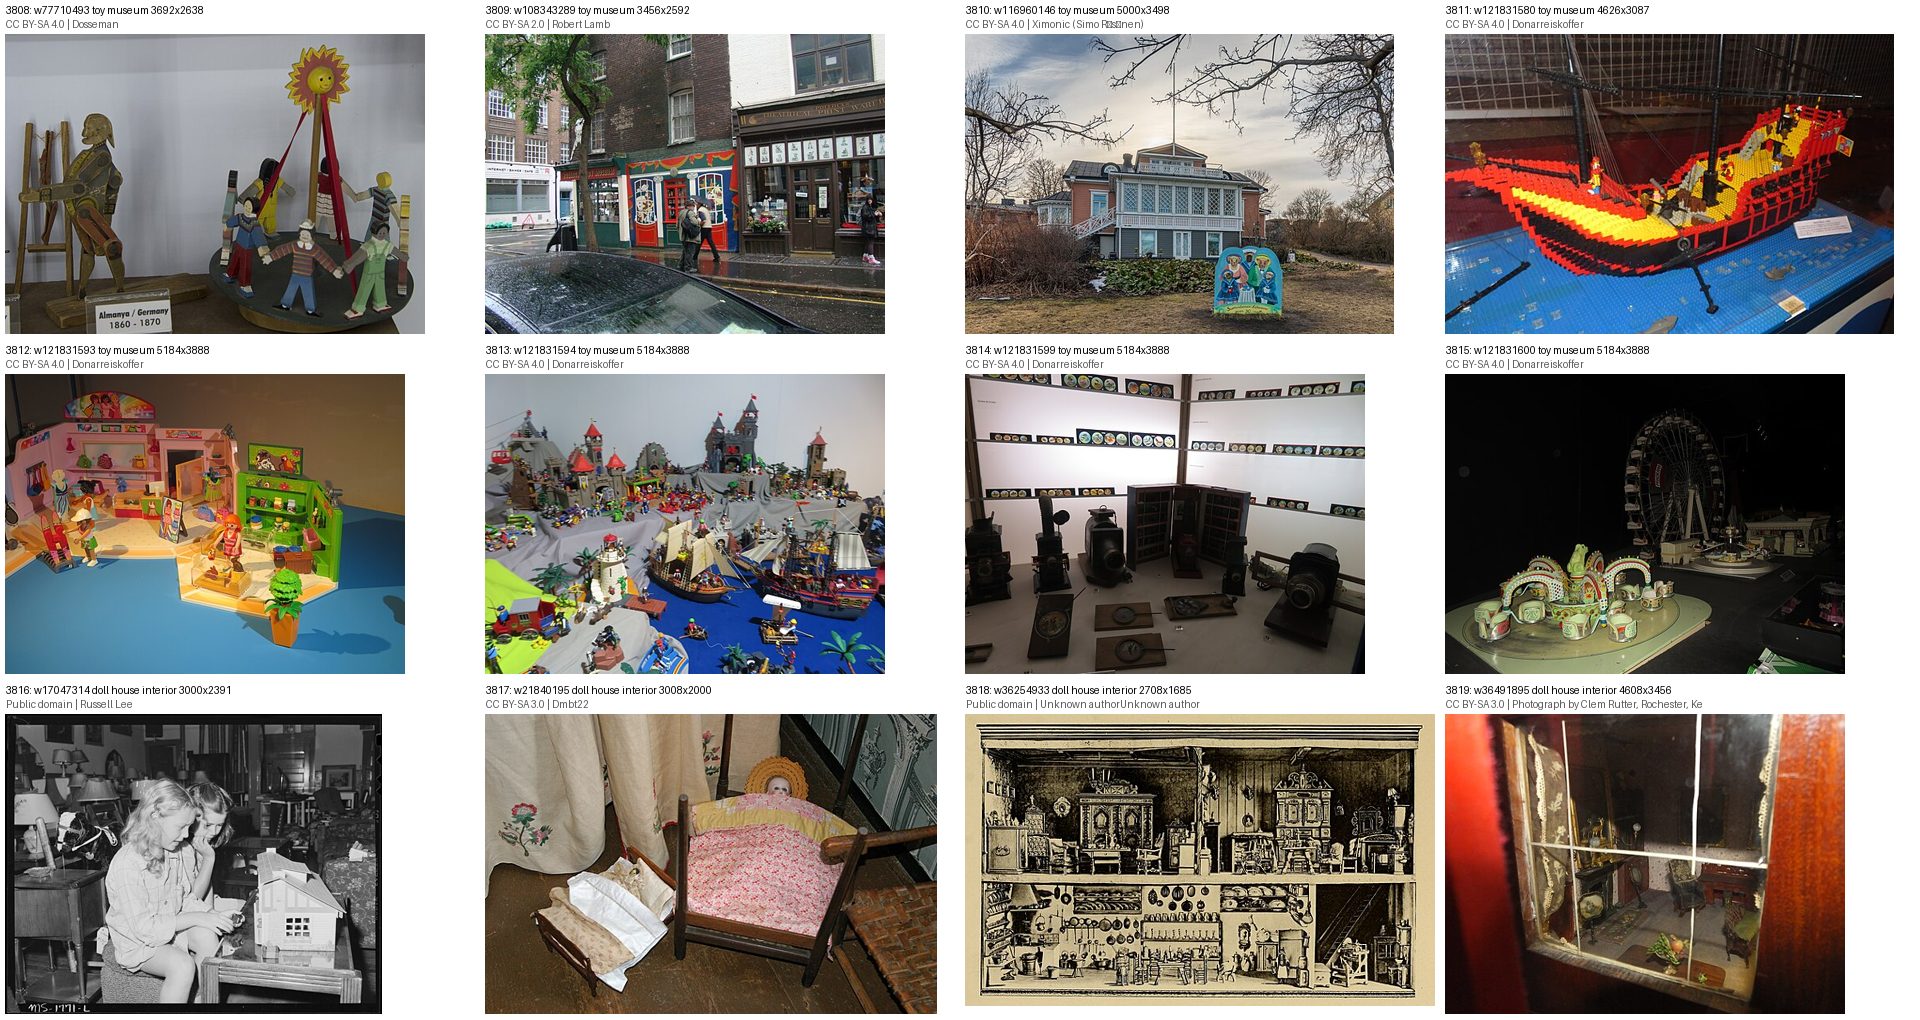 3808: w77710493 toy museum 3692x2638
CC BY-SA 4.0 | Dosseman
Almanya / Germany
1860 - 1870
3809: w108343289 toy museum 3456x2592
CC BY-SA 2.0 | Robert Lamb
3810: w116960146 toy museum 5000x3498
CC BY-SA 4.0 | Ximonic (Simo
3811: w121831580 toy museum 4626x3087
CC BY-SA 4.0 | Donarreiskoffer
3812: w121831593 toy museum 5184x3888
CC BY-SA 4.0 | Donarreiskoffer
3813: w121831594 toy museum 5184x3888
CC BY-SA 4.0 | Donarreiskoffer
3814: w121831599 toy museum 5184x3888
CC BY-SA 4.0 | Donarreiskoffer
3815: w121831600 toy museum 5184x3888
CC BY-SA 4.0 | Donarreiskoffer
3816: w17047314 doll house interior 3000x2391
Public domain | Russell Lee
3817: w21840195 doll house interior 3008x2000
CC BY-SA 3.0 | Dmbt22
3818: w36254933 doll house interior 2708x1685
Public domain | Unknown authorUnknown author
3819: w36491895 doll house interior 4608x3456
CC BY-SA 3.0 | Photograph by Clem Rutter, Rochester, Ke